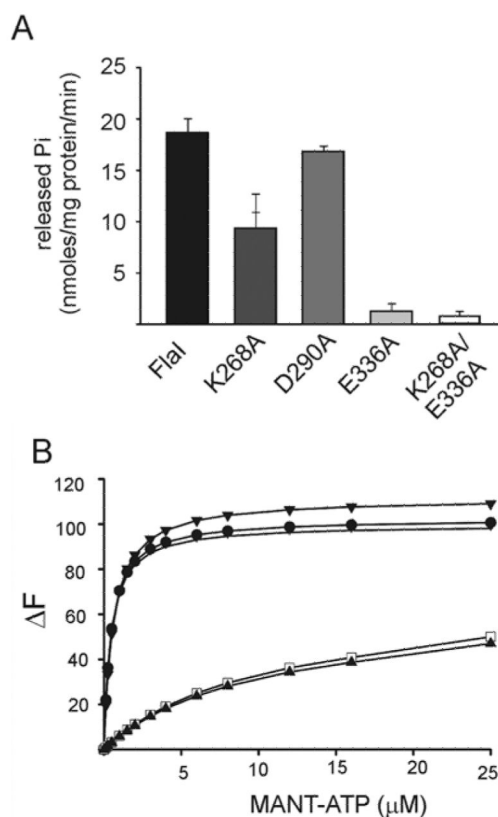 A
released Pi
(nmoles/mg protein/min)
25
20
15
10
5
FlaI
K268A
D290A
E336A
K268A/
E336A
B
ΔF
120
100
80
60
40
20
5
10
15
20
25
MANT-ATP (μM)